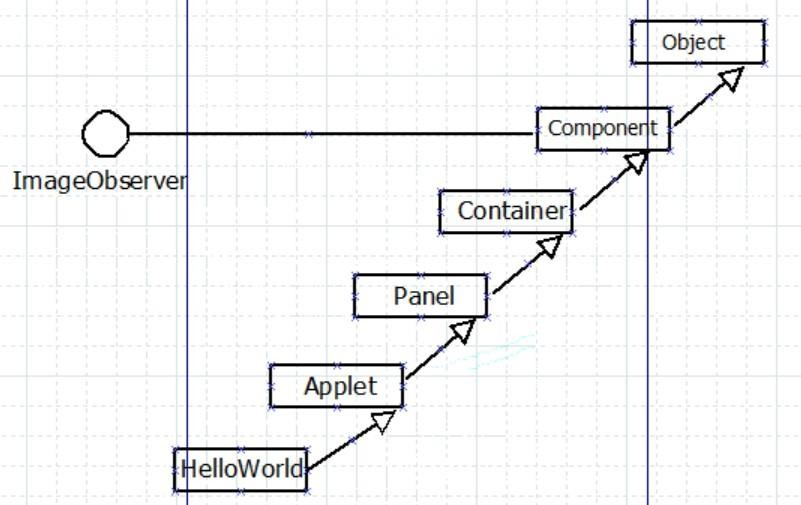 Object
Component
ImageObserver
Container
Panel
Applet
HelloWorld